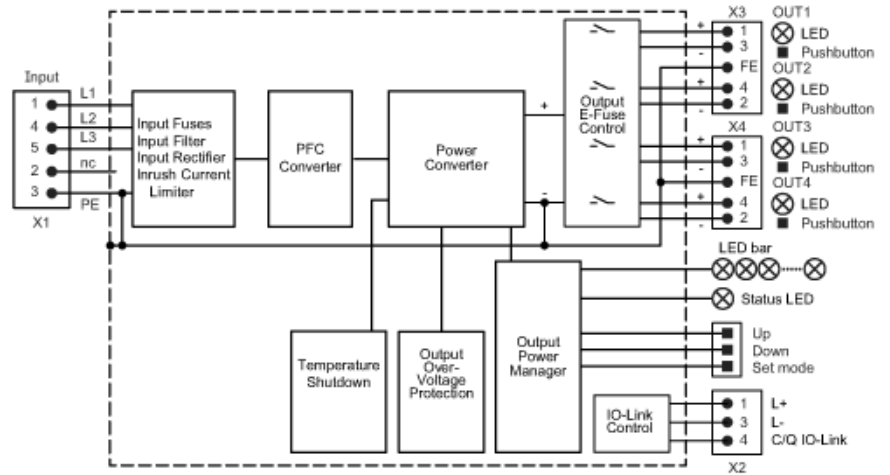 Input
1
L1
4
L2
5
L3
2
nc
3
PE
X1
Input Fuses
Input Filter
Input Rectifier
Inrush Current
Limiter
PFC
Converter
Power
Converter
+
-
Output
E-Fuse
Control
X3
OUT1
+
1
LED
3
Pushbutton
-
FE
OUT2
+
4
LED
2
Pushbutton
-
X4
OUT3
+
1
LED
3
Pushbutton
-
FE
OUT4
+
4
LED
2
Pushbutton
-
LED bar
Status LED
Temperature
Shutdown
Output
Over-
Voltage
Protection
Output
Power
Manager
Up
Down
Set mode
IO-Link
Control
1
L+
3
L-
4
C/Q IO-Link
X2